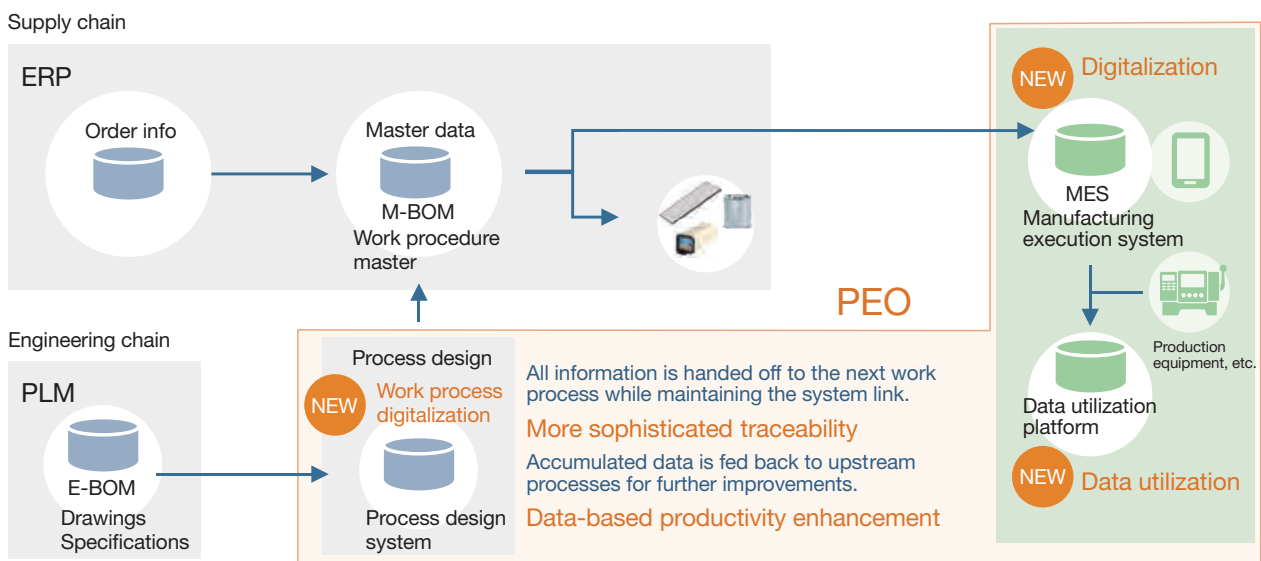 Supply chain
ERP
Order info
Master data
M-BOM
Work procedure
master
NEW
Digitalization
MES
Manufacturing
execution system
Production
equipment, etc.
Data utilization
platform
NEW
Data utilization
PEO
Engineering chain
PLM
E-BOM
Drawings
Specifications
Process design
NEW
Work process
digitalization
Process design
system
All information is handed off to the next work
process while maintaining the system link.
More sophisticated traceability
Accumulated data is fed back to upstream
processes for further improvements.
Data-based productivity enhancement